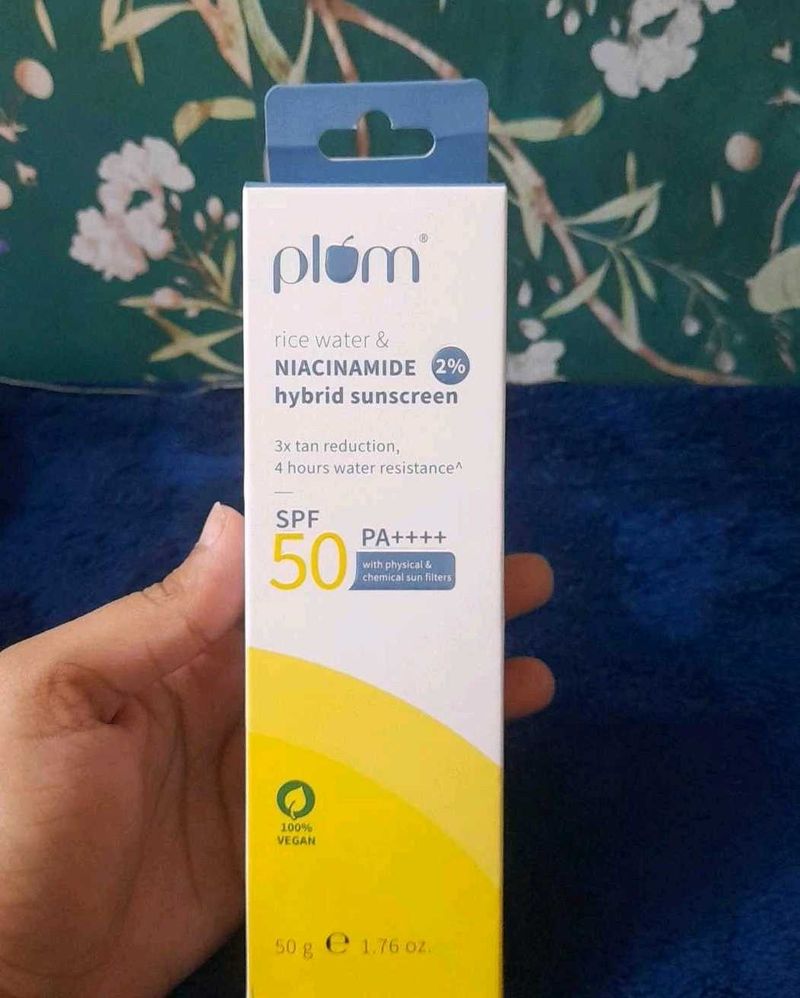 plum®
rice water &
NIACINAMIDE 2%
hybrid sunscreen
3x tan reduction,
4 hours water resistance^
SPF
50 PA++++
with physical &
chemical sun filters
100%
VEGAN
50 g ℮ 1.76 oz.